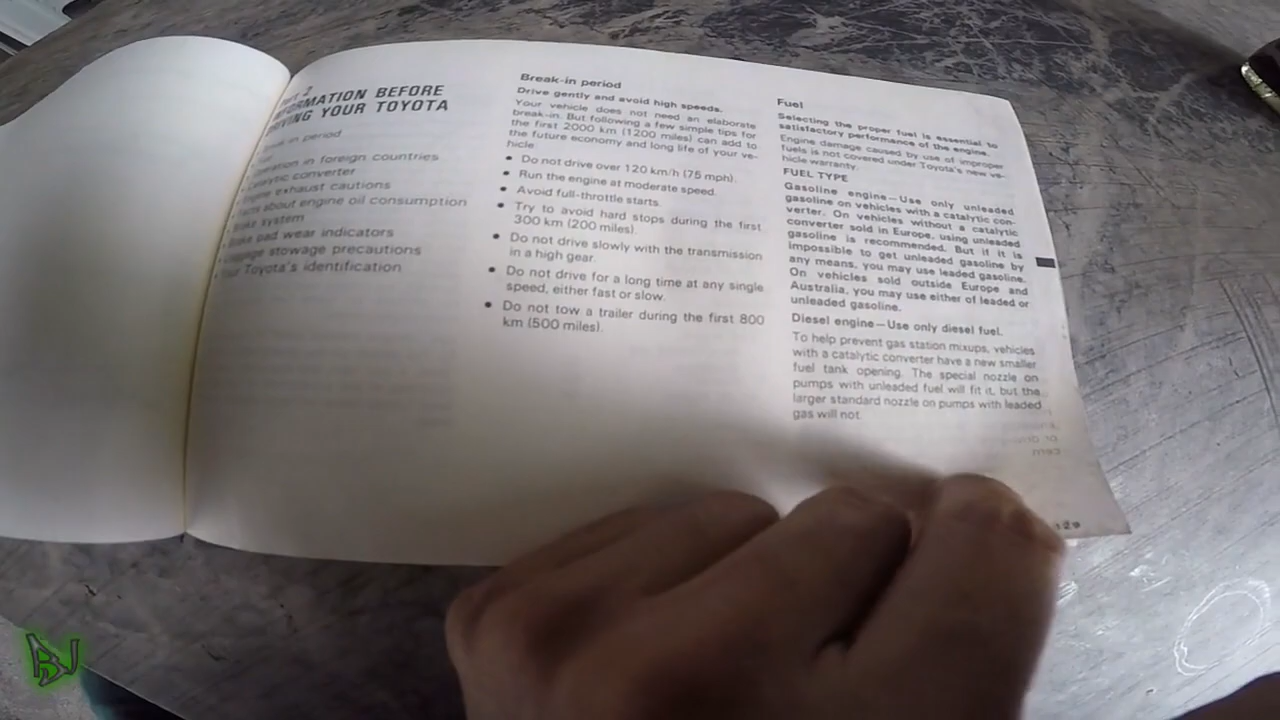 INFORMATION BEFORE
DRIVING YOUR TOYOTA
in period
in foreign countries
Catalytic converter
Engine exhaust cautions
Facts about engine oil consumption
Brake system
Brake pad wear indicators
stowage precautions
Your Toyota's identification
Break-in period
Drive gently and avoid high speeds.
Your vehicle does not need an elaborate
break-in. But following a few simple tips for
the first 2000 km (1200 miles) can add to
the future economy and long life of your ve-
hicle
• Do not drive over 120 km/h (75 mph).
• Run the engine at moderate speed.
• Avoid full-throttle starts.
• Try to avoid hard stops during the first
300 km (200 miles).
• Do not drive slowly with the transmission
in a high gear.
• Do not drive for a long time at any single
speed, either fast or slow.
• Do not tow a trailer during the first 800
km (500 miles).
Fuel
Selecting the proper fuel is essential to
satisfactory performance of the engine.
Engine damage caused by use of improper
fuels is not covered under Toyota's new ve-
hicle warranty.
FUEL TYPE
Gasoline engine—Use only unleaded
gasoline on vehicles with a catalytic con-
verter. On vehicles without a catalytic
converter sold in Europe, using unleaded
gasoline is recommended. But if it is
impossible to get unleaded gasoline by
any means, you may use leaded gasoline.
On vehicles sold outside Europe and
Australia, you may use either of leaded or
unleaded gasoline.
Diesel engine—Use only diesel fuel.
To help prevent gas station mixups, vehicles
with a catalytic converter have a new smaller
fuel tank opening. The special nozzle on
pumps with unleaded fuel will fit it, but the
larger standard nozzle on pumps with leaded
gas will not.
129
BJ